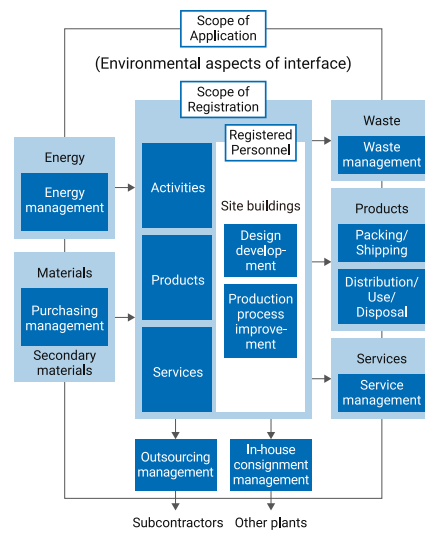 Scope of
Application
(Environmental aspects of interface)
Scope of
Registration
Registered
Personnel
Energy
Energy
management
Materials
Purchasing
management
Secondary
materials
Activities
Products
Services
Site buildings
Design
develop-
ment
Production
process
improve-
ment
Waste
Waste
management
Products
Packing/
Shipping
Distribution/
Use/
Disposal
Services
Service
management
Outsourcing
management
In-house
consignment
management
Subcontractors
Other plants